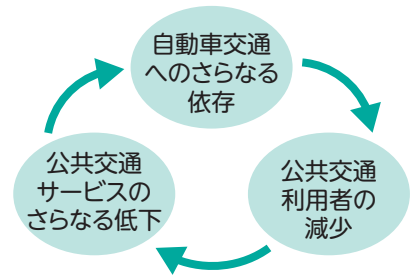 自動車交通
へのさらなる
依存
公共交通
利用者の
減少
公共交通
サービスの
さらなる低下